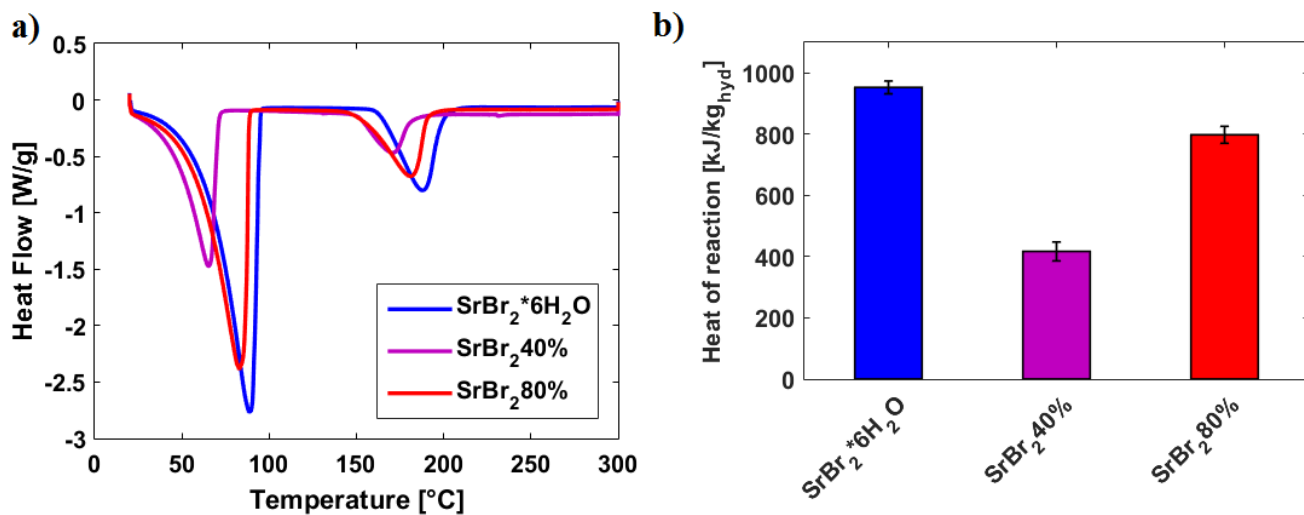 a)
0.5
0
-0.5
-1
-1.5
-2
-2.5
-3
Heat Flow [W/g]
0
50
100
150
200
250
300
Temperature [°C]
SrBr₂*6H₂O
SrBr₂40%
SrBr₂80%
b)
1000
800
600
400
200
0
Heat of reaction [kJ/kg_hyd]
SrBr₂*6H₂O
SrBr₂40%
SrBr₂80%